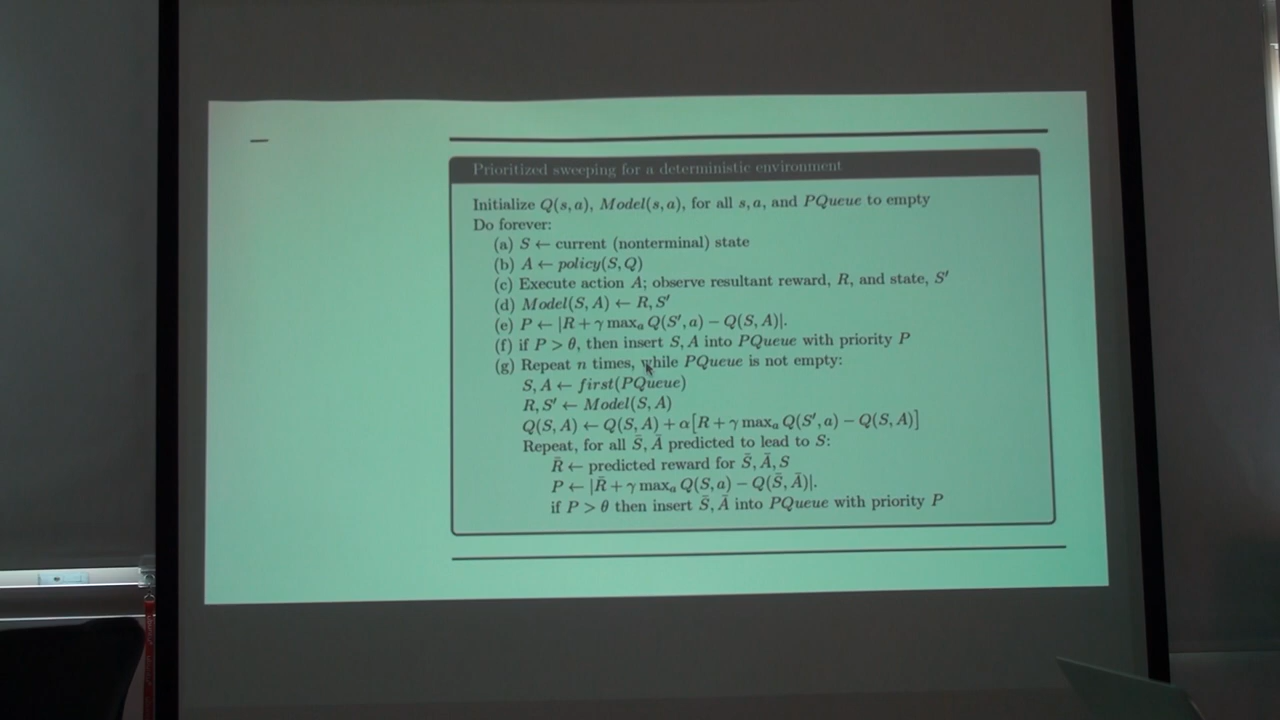 Prioritized sweeping for a deterministic environment
Initialize Q(s, a), Model(s, a), for all s, a, and PQueue to empty
Do forever:
(a) S ← current (nonterminal) state
(b) A ← policy(S, Q)
(c) Execute action A; observe resultant reward, R, and state, S′
(d) Model(S, A) ← R, S′
(e) P ← |R + γ maxₐ Q(S′, a) − Q(S, A)|.
(f) if P > θ, then insert S, A into PQueue with priority P
(g) Repeat n times, while PQueue is not empty:
S, A ← first(PQueue)
R, S′ ← Model(S, A)
Q(S, A) ← Q(S, A) + α[R + γ maxₐ Q(S′, a) − Q(S, A)]
Repeat, for all S̄, Ā predicted to lead to S:
R̄ ← predicted reward for S̄, Ā, S
P ← |R̄ + γ maxₐ Q(S, a) − Q(S̄, Ā)|.
if P > θ then insert S̄, Ā into PQueue with priority P